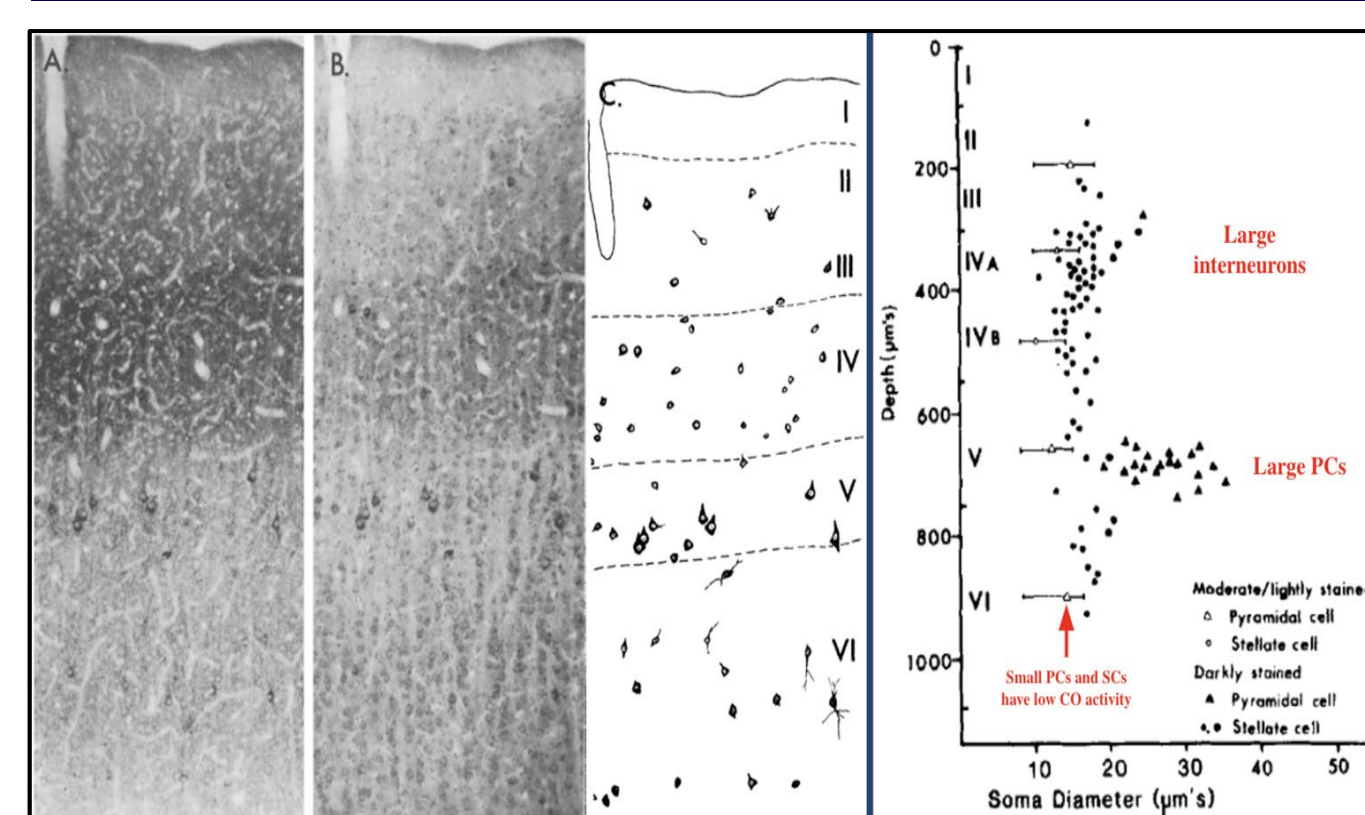 A.
B.
C.
I
II
III
IV
V
VI
0
200
400
600
800
1000
Depth (µm's)
I
II
III
IVA
IVB
V
VI
Large
interneurons
Large PCs
Small PCs and SCs
have low CO activity
Moderate/lightly staine
Pyramidal cell
Stellate cell
Darkly stained
Pyramidal cell
Stellate cell
10
20
30
40
50
Soma Diameter (µm's)